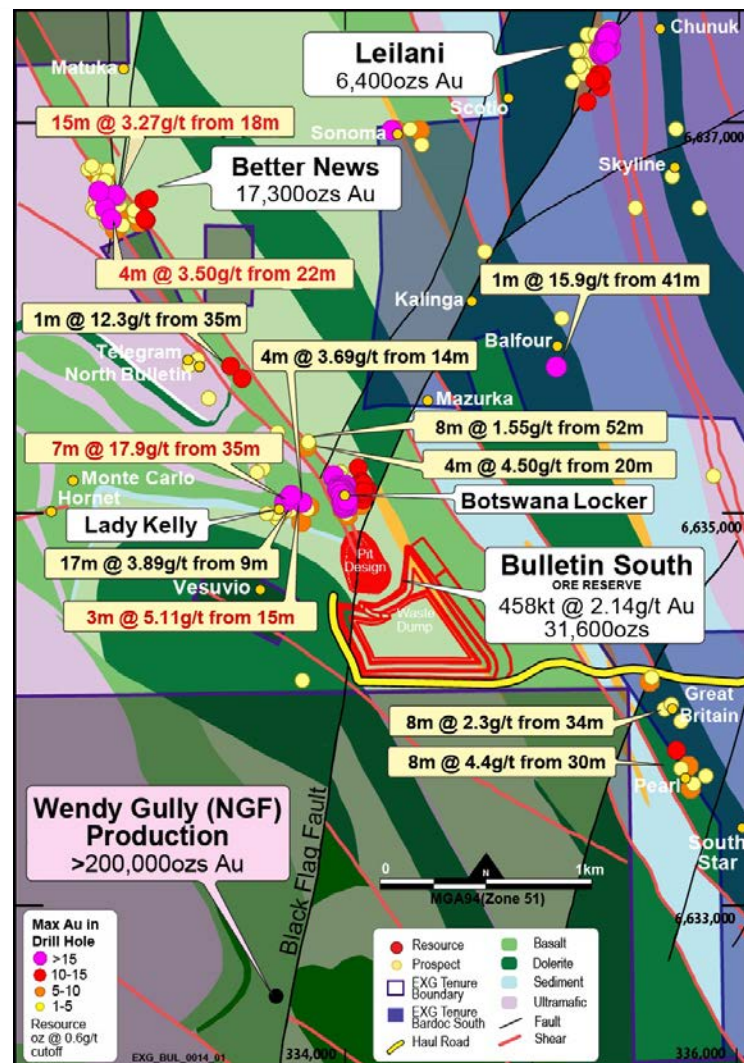 Chunuk
Leilani
6,400ozs Au
Matuka
Scotio
15m @ 3.27g/t from 18m
Sonoma
6,637,000
Better News
17,300ozs Au
Skyline
4m @ 3.50g/t from 22m
1m @ 15.9g/t from 41m
Kalinga
1m @ 12.3g/t from 35m
Balfour
Telegram
North Bulletin
4m @ 3.69g/t from 14m
Mazurka
8m @ 1.55g/t from 52m
7m @ 17.9g/t from 35m
4m @ 4.50g/t from 20m
Monte Carlo
Hornet
Botswana Locker
Lady Kelly
6,635,000
17m @ 3.89g/t from 9m
Pit
Design
Bulletin South
ORE RESERVE
458kt @ 2.14g/t Au
31,600ozs
Vesuvio
3m @ 5.11g/t from 15m
Waste
Dump
Great
Britain
8m @ 2.3g/t from 34m
8m @ 4.4g/t from 30m
Pearl
Wendy Gully (NGF)
Production
>200,000ozs Au
Black Flag Fault
South
Star
0 N 1km
MGA94(Zone 51)
6,633,000
Max Au in
Drill Hole
>15
10-15
5-10
1-5
Resource
oz @ 0.6g/t
cutoff
Resource
Prospect
EXG Tenure
Boundary
EXG Tenure
Bardoc South
Haul Road
Basalt
Dolerite
Sediment
Ultramafic
Fault
Shear
EXG_BUL_0014_01
334,000
336,000